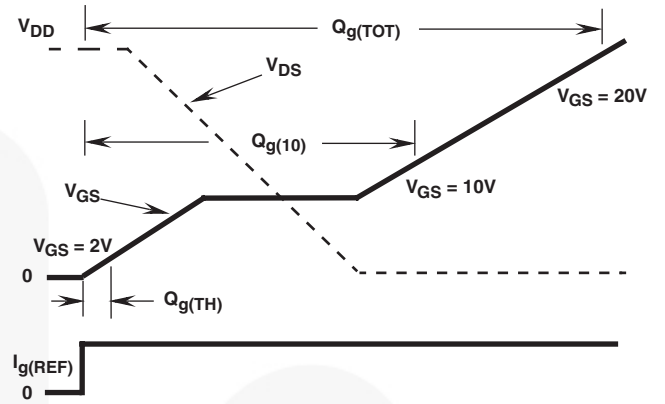 V_DD
Q_g(TOT)
V_DS
V_GS = 20V
Q_g(10)
V_GS
V_GS = 10V
V_GS = 2V
0
Q_g(TH)
I_g(REF)
0